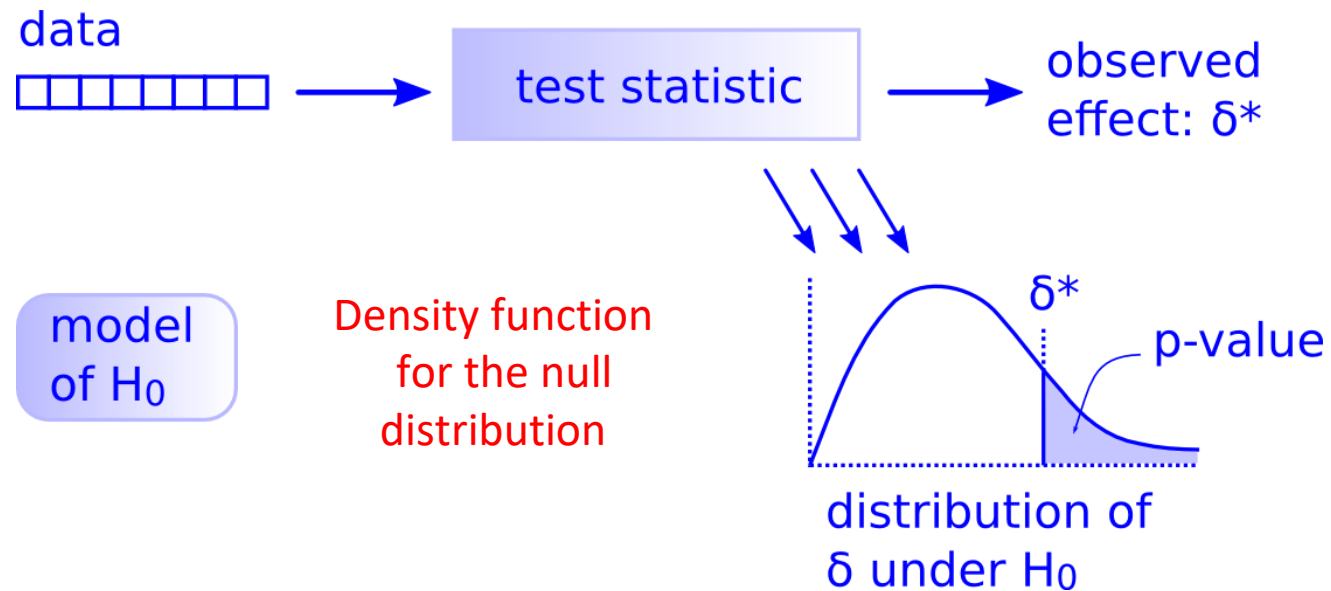 data
test statistic
observed
effect: δ*
model
of H₀
Density function
for the null
distribution
δ*
p-value
distribution of
δ under H₀